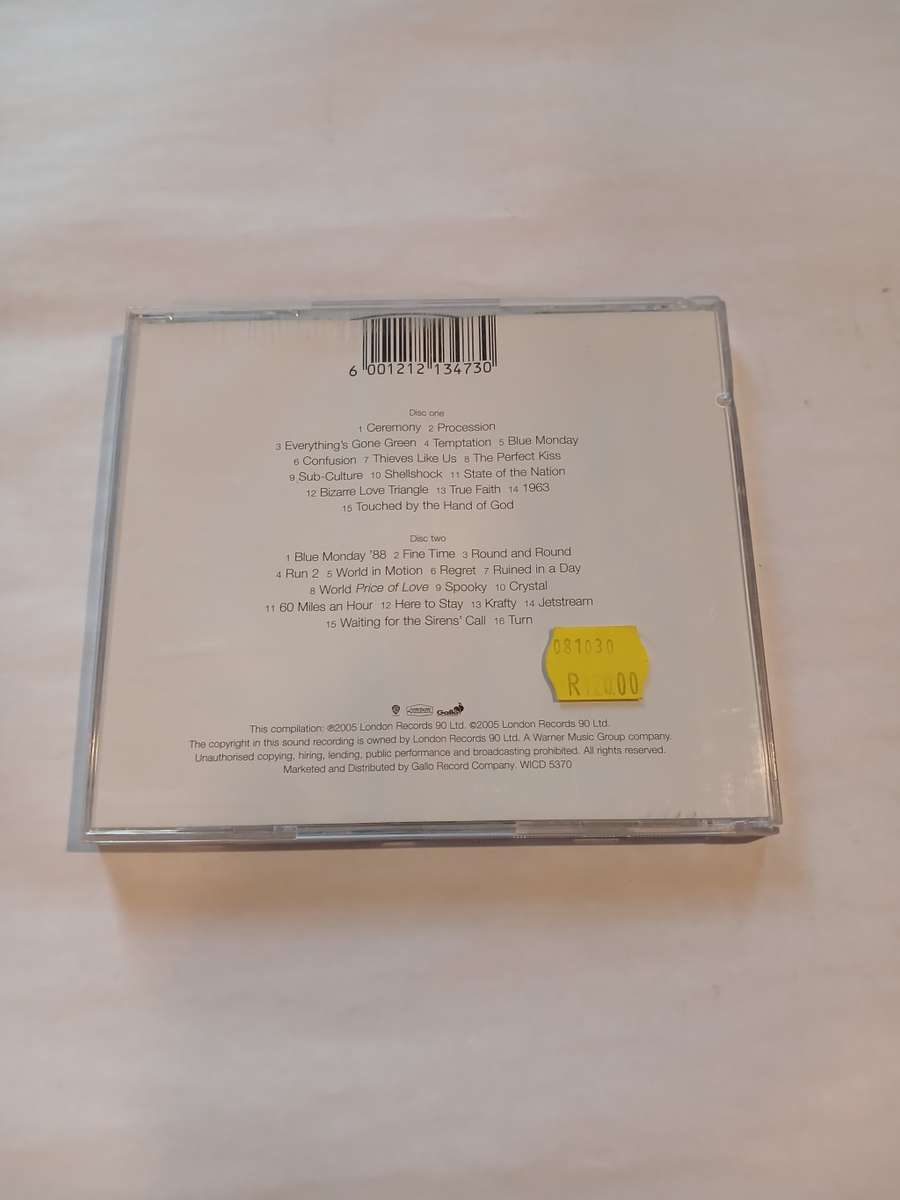 6 001212 134730
Disc one
1 Ceremony 2 Procession
3 Everything's Gone Green 4 Temptation 5 Blue Monday
6 Confusion 7 Thieves Like Us 8 The Perfect Kiss
9 Sub-Culture 10 Shellshock 11 State of the Nation
12 Bizarre Love Triangle 13 True Faith 14 1963
15 Touched by the Hand of God
Disc two
1 Blue Monday '88 2 Fine Time 3 Round and Round
4 Run 2 5 World in Motion 6 Regret 7 Ruined in a Day
8 World Price of Love 9 Spooky 10 Crystal
11 60 Miles an Hour 12 Here to Stay 13 Krafty 14 Jetstream
15 Waiting for the Sirens' Call 16 Turn
081030
R120.00
Gallo
This compilation: ℗2005 London Records 90 Ltd. ©2005 London Records 90 Ltd.
The copyright in this sound recording is owned by London Records 90 Ltd. A Warner Music Group company.
Unauthorised copying, hiring, lending, public performance and broadcasting prohibited. All rights reserved.
Marketed and Distributed by Gallo Record Company. WICD 5370